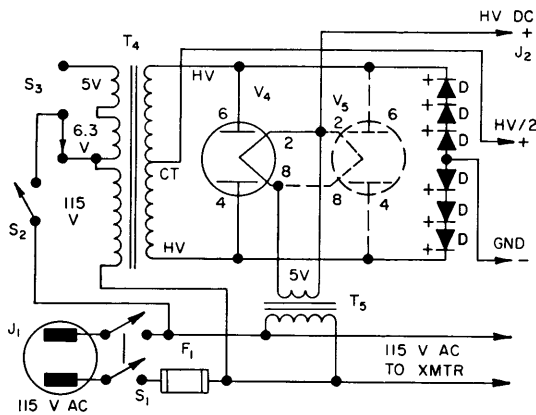 HV DC
+
T4
J2
S3
5V
HV
V4
V5
+
D
6
6
+
D
6.3
V
2
2
+
D
HV/2
+
CT
8
8
+
D
115
V
4
4
+
D
S2
HV
+
D
GND
-
5V
T5
J1
F1
115 V AC
TO XMTR
S1
115 V AC